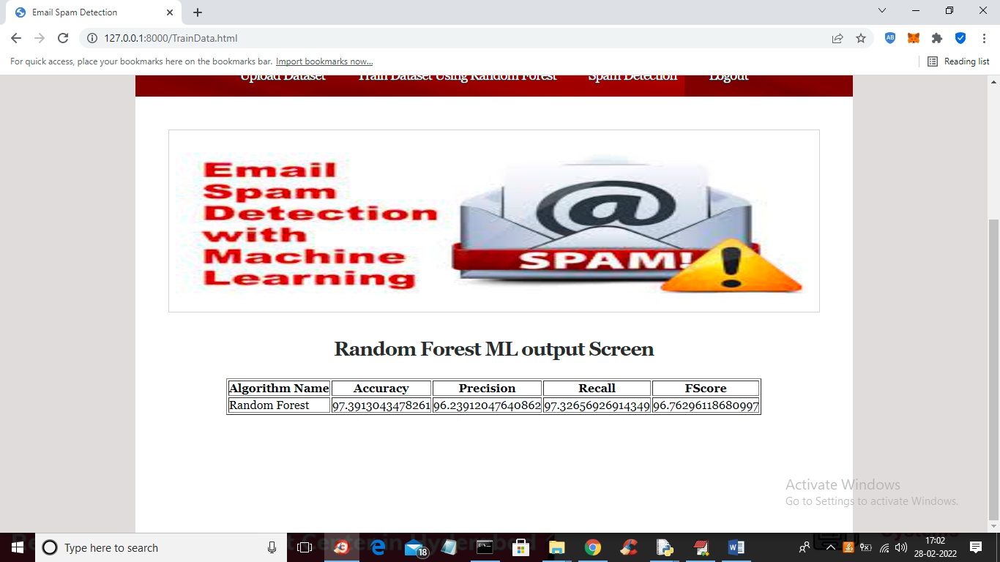 Email Spam Detection
127.0.0.1:8000/TrainData.html
For quick access, place your bookmarks here on the bookmarks bar. Import bookmarks now...
Reading list
Upload Dataset Train Dataset Using Random Forest Spam Detection Logout
Email
Spam
Detection
with
Machine
Learning
@
SPAM!
Random Forest ML output Screen
Algorithm Name Accuracy Precision Recall FScore
Random Forest 97.3913043478261 96.23912047640862 97.32656926914349 96.76296118680997
Activate Windows
Go to Settings to activate Windows.
Type here to search
18
17:02
28-02-2022